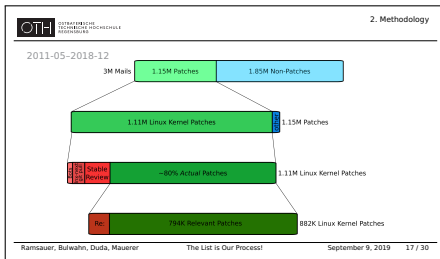 OTH
OSTBAYERISCHE
TECHNISCHE HOCHSCHULE
REGENSBURG
2. Methodology
2011-05–2018-12
3M Mails
1.15M Patches
1.85M Non-Patches
1.11M Linux Kernel Patches
other
1.15M Patches
Stable
Review
~80% Actual Patches
1.11M Linux Kernel Patches
Re:
794K Relevant Patches
882K Linux Kernel Patches
Ramsauer, Bulwahn, Duda, Mauerer
The List is Our Process!
September 9, 2019
17 / 30